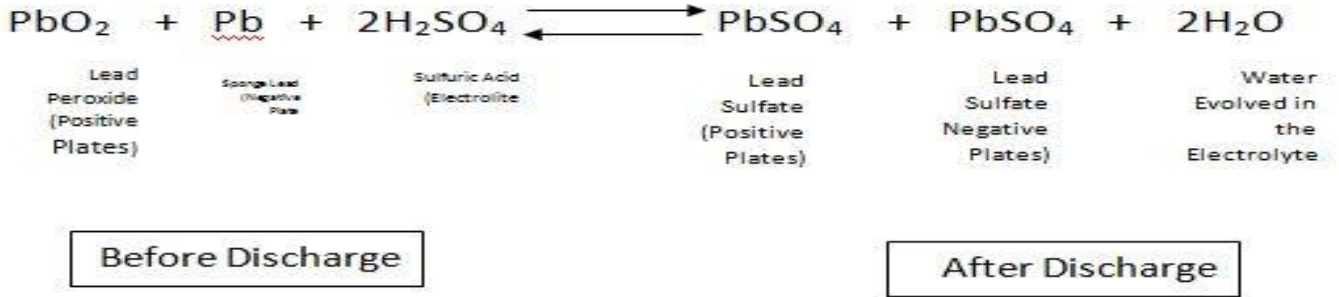 PbO₂ + Pb + 2H₂SO₄ PbSO₄ + PbSO₄ + 2H₂O
Lead
Peroxide
(Positive
Plates)
Sponge Lead
(Negative
Plate
Sulfuric Acid
(Electrolite
Lead
Sulfate
(Positive
Plates)
Lead
Sulfate
Negative
Plates)
Water
Evolved in
the
Electrolyte
Before Discharge
After Discharge